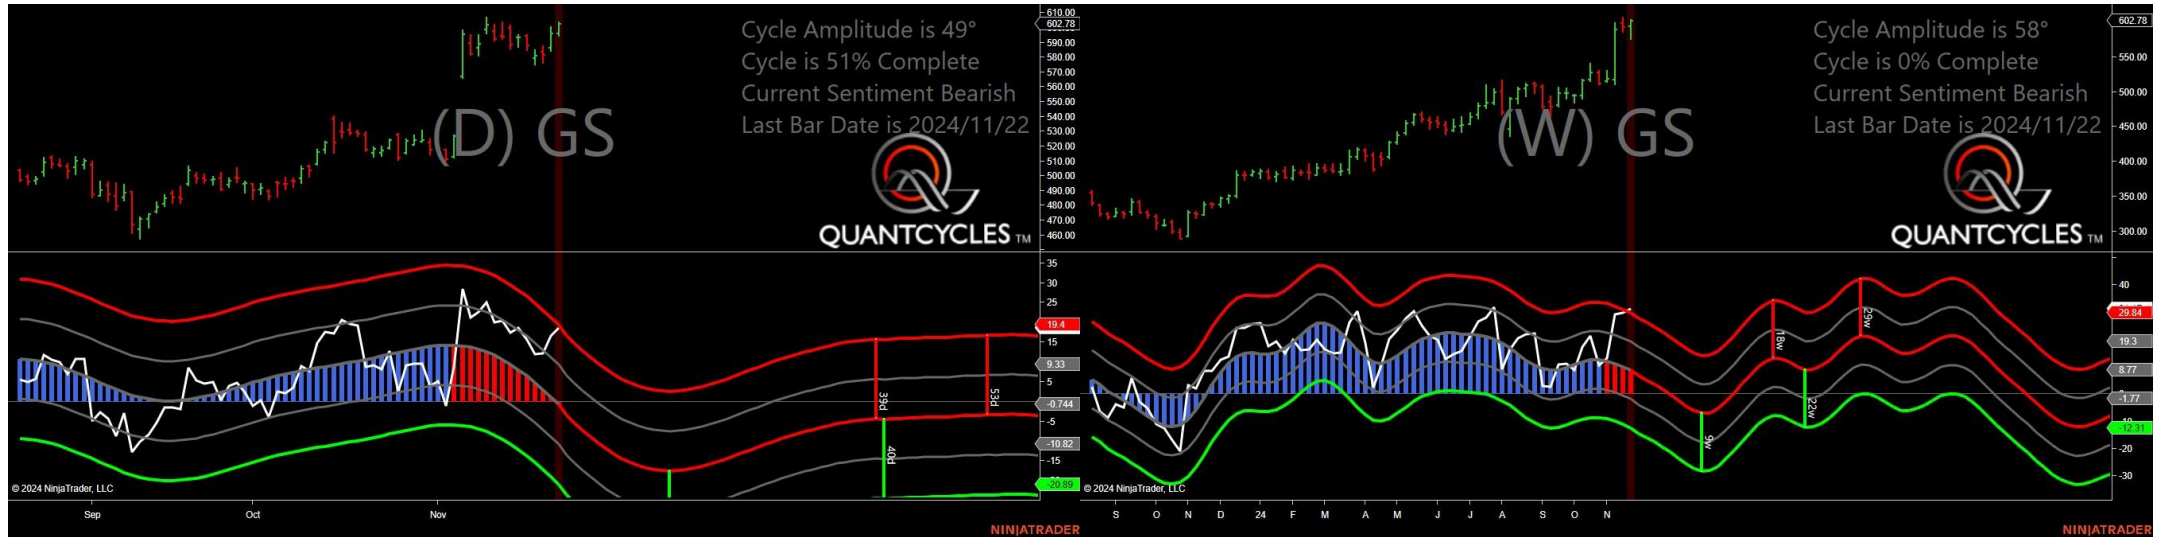 Cycle Amplitude is 49°
Cycle is 51% Complete
Current Sentiment Bearish
Last Bar Date is 2024/11/22
(D) GS
QUANTCYCLES TM
610.00
602.78
590.00
580.00
570.00
560.00
550.00
540.00
530.00
520.00
510.00
500.00
490.00
480.00
470.00
460.00
35
30
25
19.4
15
9.33
5
-0.744
-5
-10.82
-15
-20.89
39d
53d
40d
© 2024 NinjaTrader, LLC
Sep Oct Nov
NINJATRADER
Cycle Amplitude is 58°
Cycle is 0% Complete
Current Sentiment Bearish
Last Bar Date is 2024/11/22
(W) GS
QUANTCYCLES TM
602.78
550.00
500.00
450.00
400.00
350.00
300.00
40
29.84
19.3
8.77
-1.77
-12.31
-20
-30
18w
29w
22w
9w
© 2024 NinjaTrader, LLC
S O N D 24 F M A M J J A S O N
NINJATRADER